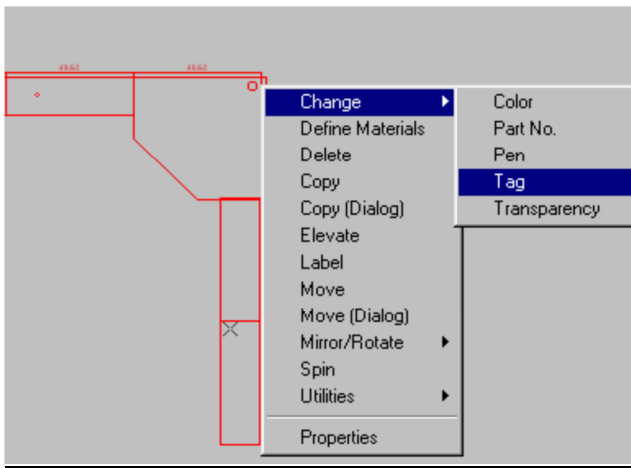 Change
Define Materials
Delete
Copy
Copy (Dialog)
Elevate
Label
Move
Move (Dialog)
Mirror/Rotate
Spin
Utilities
Properties
Color
Part No.
Pen
Tag
Transparency